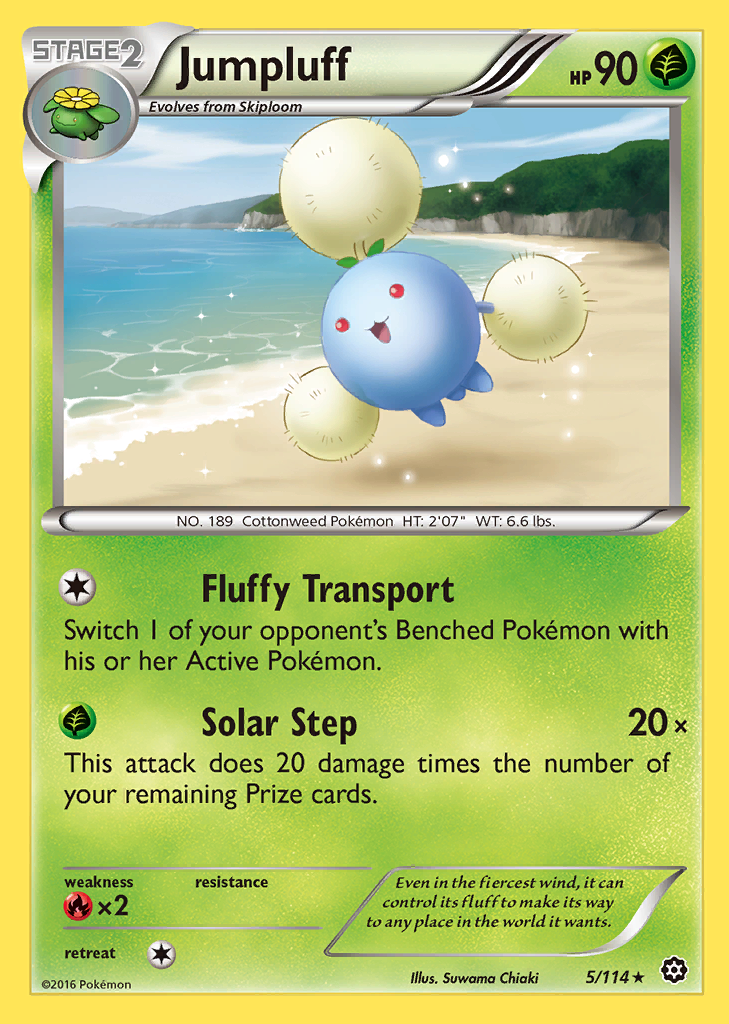 STAGE2
Jumpluff
HP 90
Evolves from Skiploom
NO. 189 Cottonweed Pokémon HT: 2'07" WT: 6.6 lbs.
Fluffy Transport
Switch 1 of your opponent's Benched Pokémon with
his or her Active Pokémon.
Solar Step 20×
This attack does 20 damage times the number of
your remaining Prize cards.
weakness resistance
×2
retreat
Even in the fiercest wind, it can
control its fluff to make its way
to any place in the world it wants.
©2016 Pokémon
Illus. Suwama Chiaki
5/114★